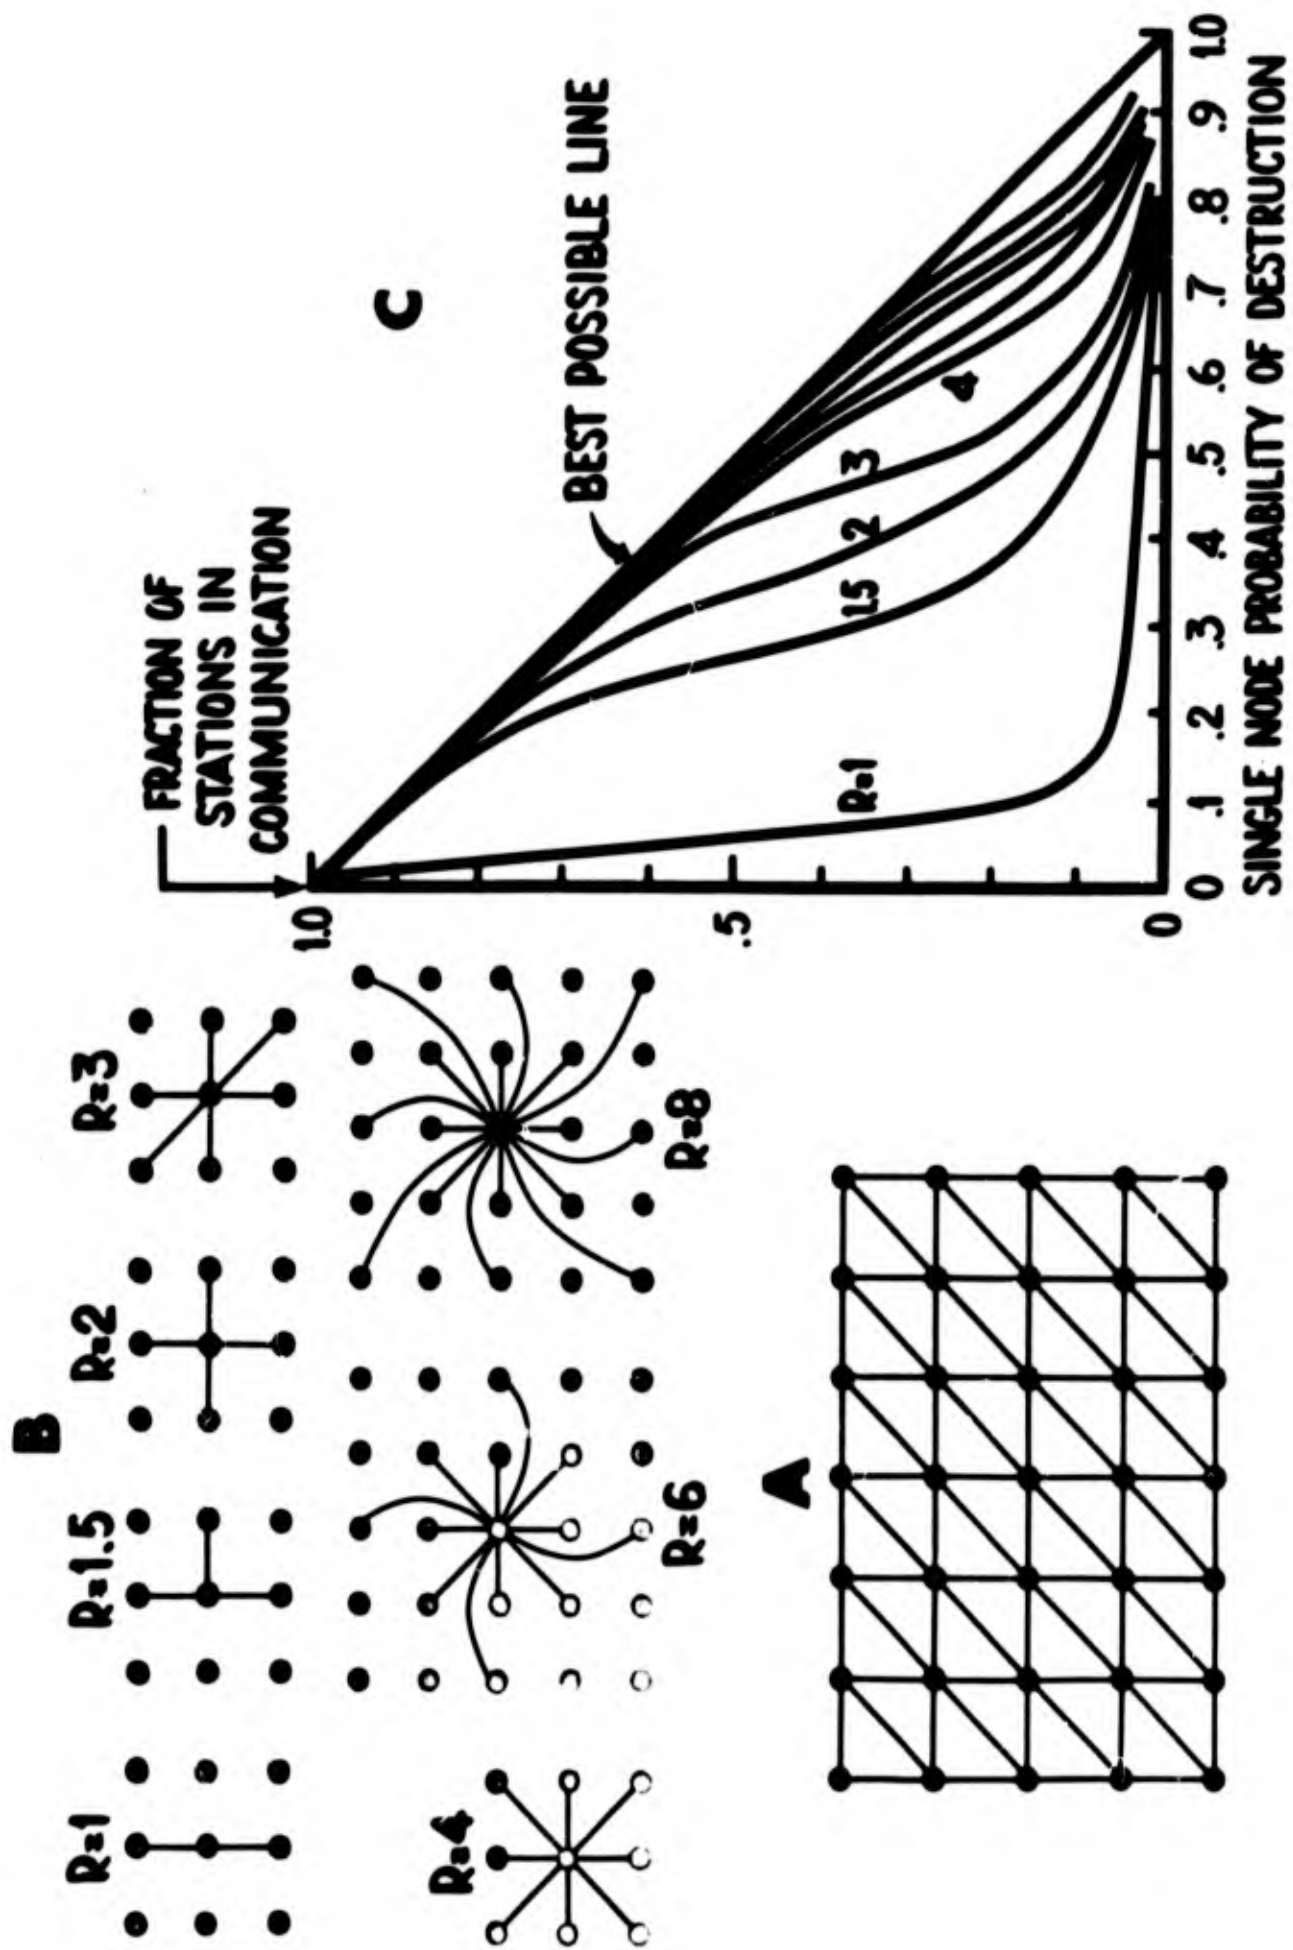 B
R=1
R=1.5
R=2
R=3
R=4
R=6
R=8
A
FRACTION OF
STATIONS IN
COMMUNICATION
C
BEST POSSIBLE LINE
1.0
.5
0
R=1
1.5
2
3
4
0 .1 .2 .3 .4 .5 .6 .7 .8 .9 1.0
SINGLE NODE PROBABILITY OF DESTRUCTION